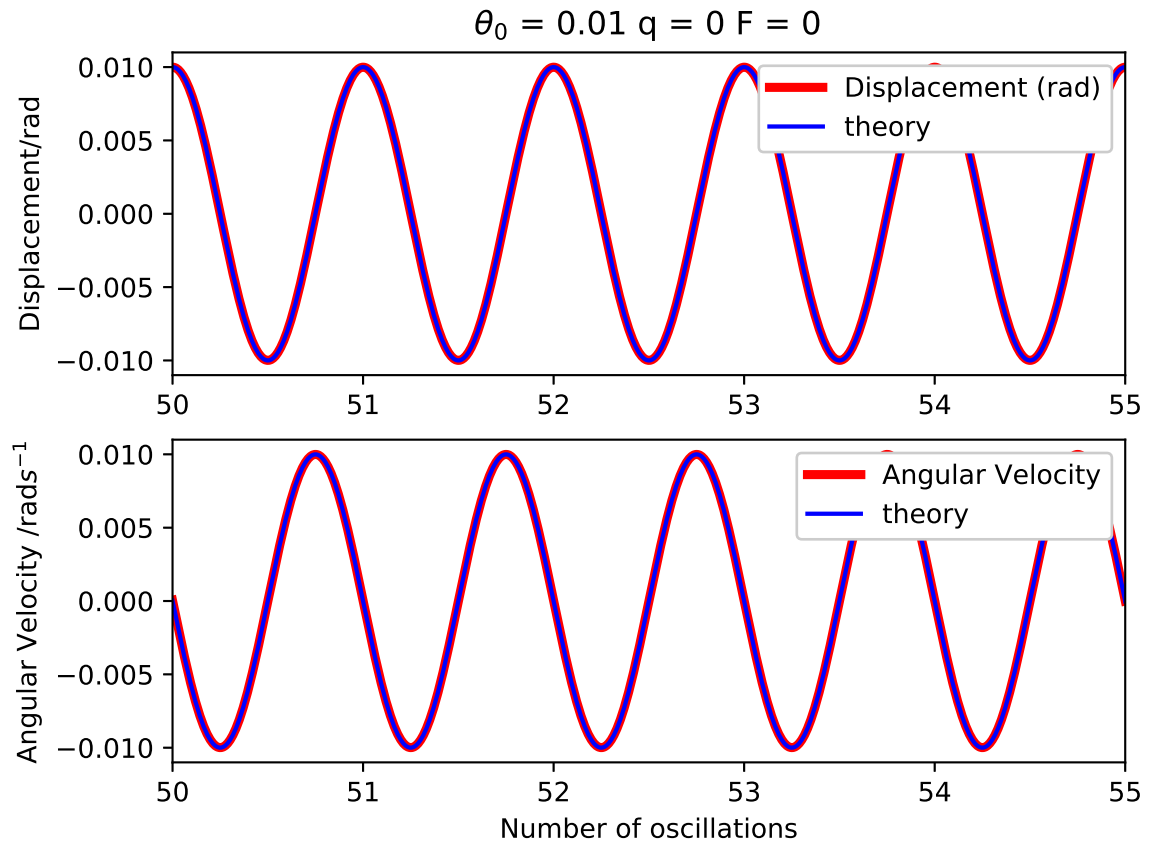 θ₀ = 0.01 q = 0 F = 0
Displacement/rad
0.010
0.005
0.000
−0.005
−0.010
Displacement (rad)
theory
50 51 52 53 54 55
Angular Velocity /rads⁻¹
0.010
0.005
0.000
−0.005
−0.010
Angular Velocity
theory
50 51 52 53 54 55
Number of oscillations